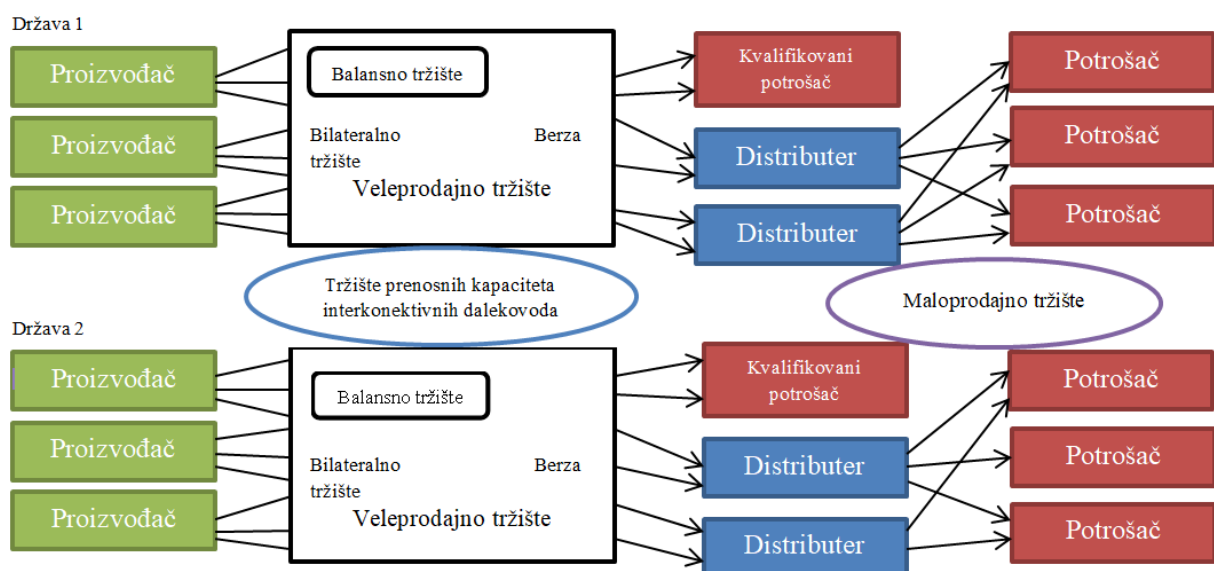 Država 1
Proizvođač
Proizvođač
Proizvođač
Balansno tržište
Bilateralno
tržište
Berza
Veleprodajno tržište
Kvalifikovani
potrošač
Distributer
Distributer
Potrošač
Potrošač
Potrošač
Tržište prenosnih kapaciteta
interkonektivnih dalekovoda
Maloprodajno tržište
Država 2
Proizvođač
Proizvođač
Proizvođač
Balansno tržište
Bilateralno
tržište
Berza
Veleprodajno tržište
Kvalifikovani
potrošač
Distributer
Distributer
Potrošač
Potrošač
Potrošač